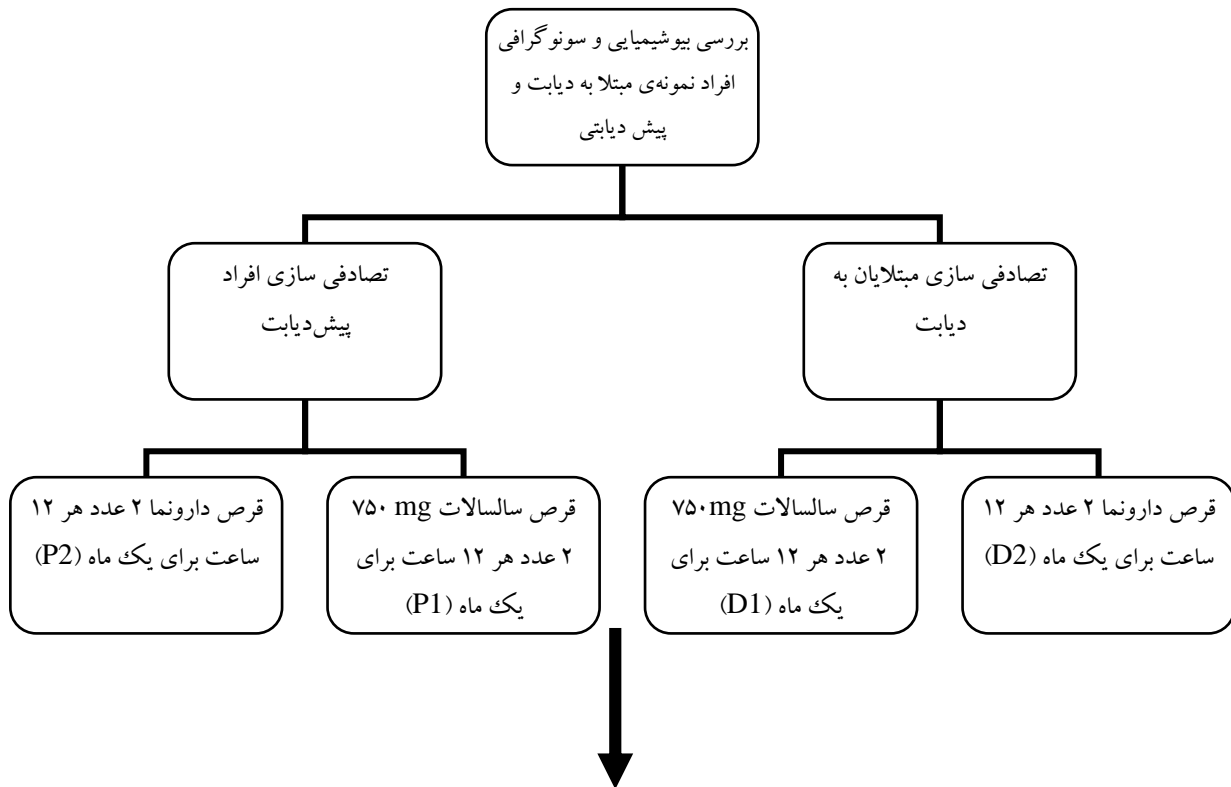 بررسی بیوشیمیایی و سونوگرافی
افراد نمونه‌ی مبتلا به دیابت و
پیش دیابتی
تصادفی سازی مبتلایان به
دیابت
تصادفی سازی افراد
پیش‌دیابت
قرص دارونما ۲ عدد هر ۱۲
ساعت برای یک ماه (D2)
قرص سالسالات ۷۵۰ mg
۲ عدد هر ۱۲ ساعت برای
یک ماه (D1)
قرص سالسالات ۷۵۰ mg
۲ عدد هر ۱۲ ساعت برای
یک ماه (P1)
قرص دارونما ۲ عدد هر ۱۲
ساعت برای یک ماه (P2)